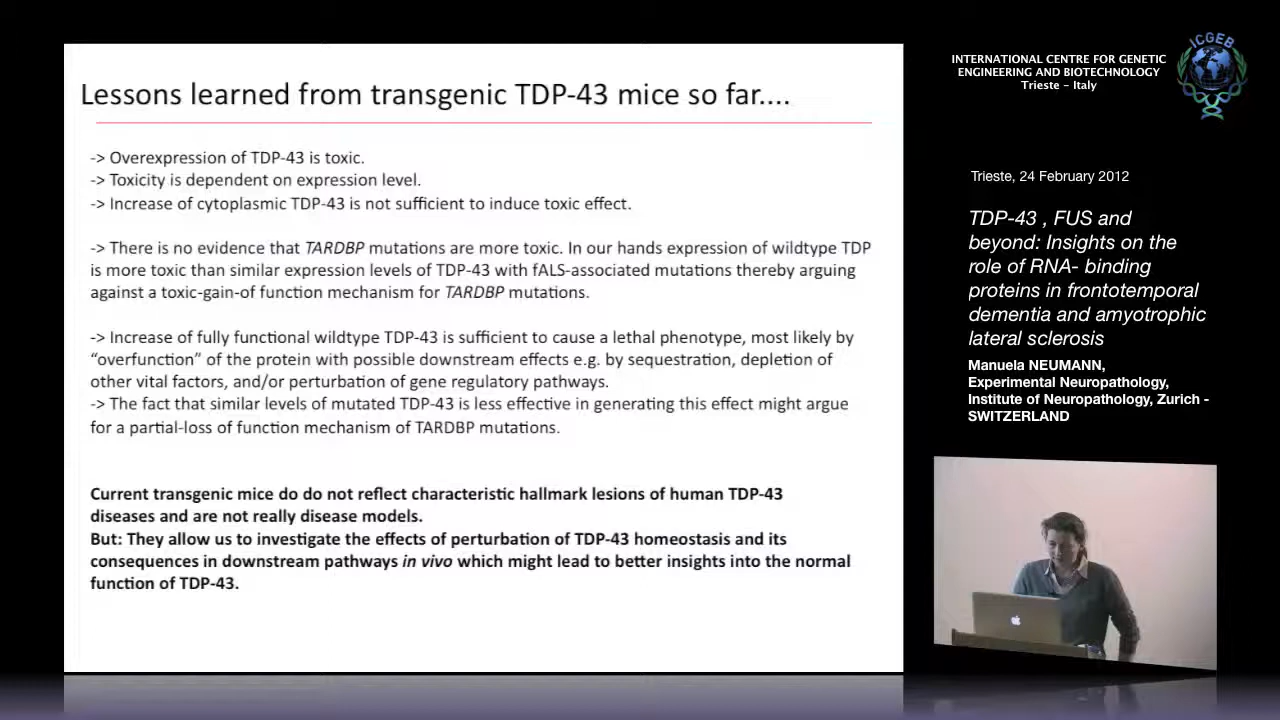 Lessons learned from transgenic TDP-43 mice so far....
-> Overexpression of TDP-43 is toxic.
-> Toxicity is dependent on expression level.
-> Increase of cytoplasmic TDP-43 is not sufficient to induce toxic effect.
-> There is no evidence that TARDBP mutations are more toxic. In our hands expression of wildtype TDP
is more toxic than similar expression levels of TDP-43 with fALS-associated mutations thereby arguing
against a toxic-gain-of function mechanism for TARDBP mutations.
-> Increase of fully functional wildtype TDP-43 is sufficient to cause a lethal phenotype, most likely by
“overfunction” of the protein with possible downstream effects e.g. by sequestration, depletion of
other vital factors, and/or perturbation of gene regulatory pathways.
-> The fact that similar levels of mutated TDP-43 is less effective in generating this effect might argue
for a partial-loss of function mechanism of TARDBP mutations.
Current transgenic mice do do not reflect characteristic hallmark lesions of human TDP-43
diseases and are not really disease models.
But: They allow us to investigate the effects of perturbation of TDP-43 homeostasis and its
consequences in downstream pathways in vivo which might lead to better insights into the normal
function of TDP-43.
INTERNATIONAL CENTRE FOR GENETIC
ENGINEERING AND BIOTECHNOLOGY
Trieste - Italy
ICGEB
Trieste, 24 February 2012
TDP-43 , FUS and
beyond: Insights on the
role of RNA- binding
proteins in frontotemporal
dementia and amyotrophic
lateral sclerosis
Manuela NEUMANN,
Experimental Neuropathology,
Institute of Neuropathology, Zurich -
SWITZERLAND